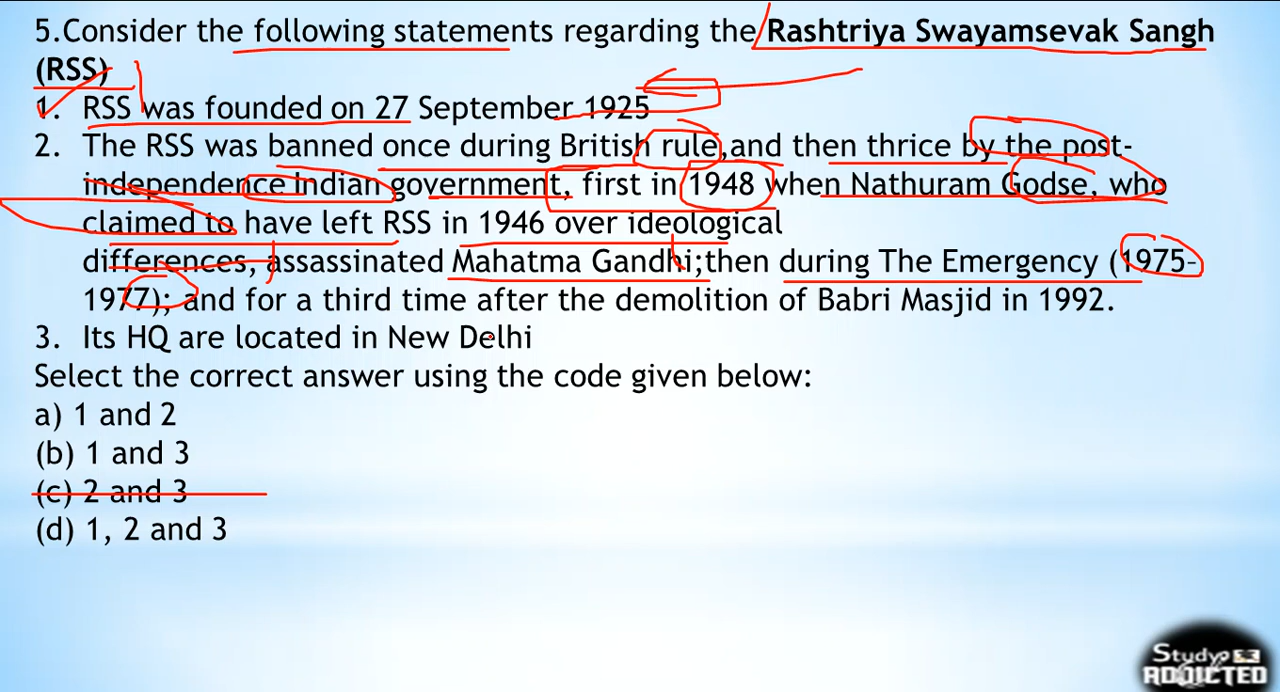 5.Consider the following statements regarding the Rashtriya Swayamsevak Sangh
(RSS)
1. RSS was founded on 27 September 1925
2. The RSS was banned once during British rule,and then thrice by the post-
independence Indian government, first in 1948 when Nathuram Godse, who
claimed to have left RSS in 1946 over ideological
differences, assassinated Mahatma Gandhi;then during The Emergency (1975-
1977); and for a third time after the demolition of Babri Masjid in 1992.
3. Its HQ are located in New Delhi
Select the correct answer using the code given below:
a) 1 and 2
(b) 1 and 3
(c) 2 and 3
(d) 1, 2 and 3
Study
ADDICTED